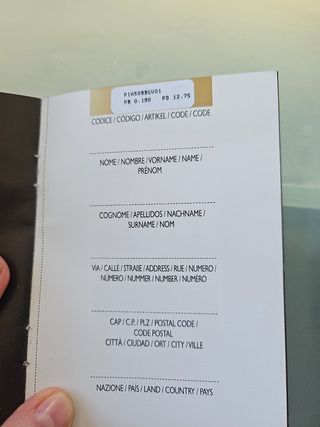 P1A50BBGV01
PB 0.180 PD 12.75
CODICE / CÓDIGO / ARTIKEL / CODE / CODE
NOME / NOMBRE / VORNAME / NAME /
PRÉNOM
COGNOME / APELLIDOS / NACHNAME /
SURNAME / NOM
VIA / CALLE / STRAßE / ADDRESS / RUE / NUMERO /
NÚMERO / NUMMER / NUMBER / NUMÉRO
CAP / C.P. / PLZ / POSTAL CODE /
CODE POSTAL
CITTÀ / CIUDAD / ORT / CITY / VILLE
NAZIONE / PAÍS / LAND / COUNTRY / PAYS